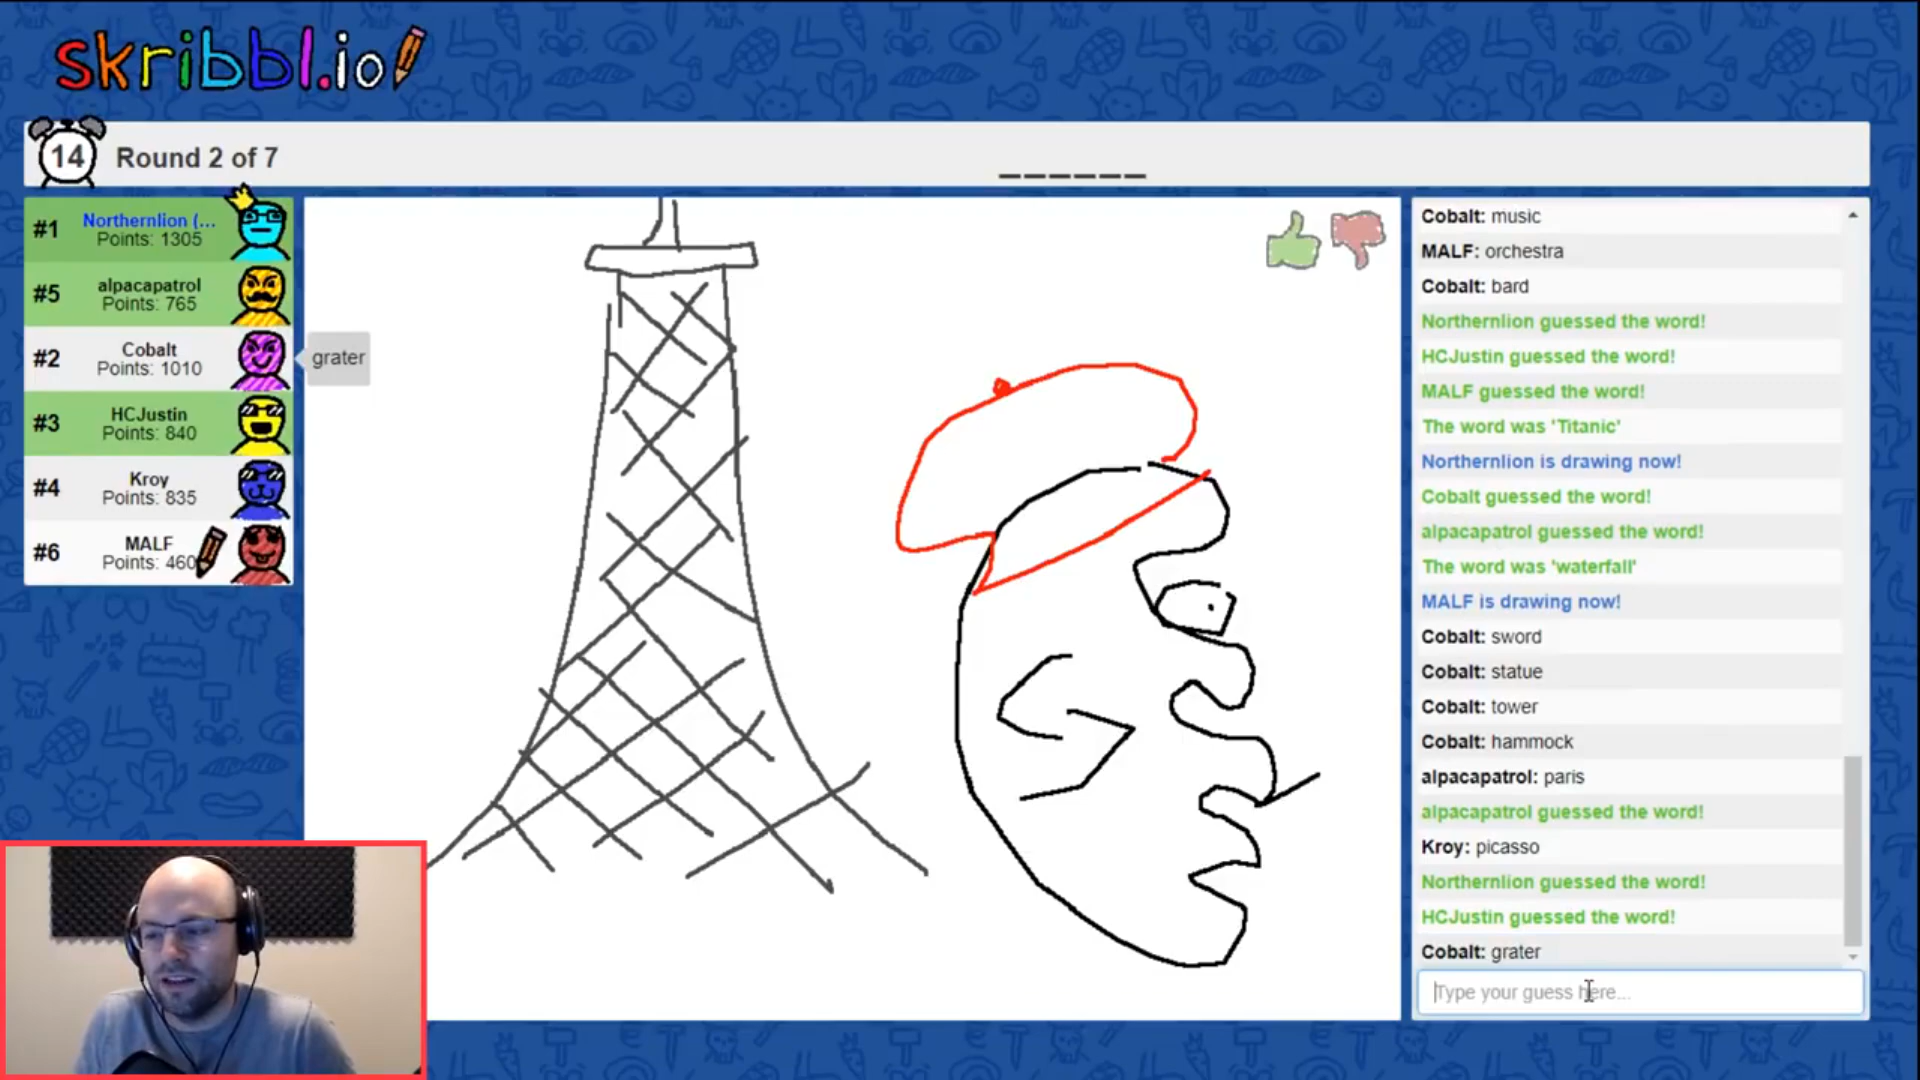 skribbl.io
14
Round 2 of 7
______
#1
Northernlion (...
Points: 1305
#5
alpacapatrol
Points: 765
#2
Cobalt
Points: 1010
grater
#3
HCJustin
Points: 840
#4
Kroy
Points: 835
#6
MALF
Points: 460
Cobalt: music
MALF: orchestra
Cobalt: bard
Northernlion guessed the word!
HCJustin guessed the word!
MALF guessed the word!
The word was 'Titanic'
Northernlion is drawing now!
Cobalt guessed the word!
alpacapatrol guessed the word!
The word was 'waterfall'
MALF is drawing now!
Cobalt: sword
Cobalt: statue
Cobalt: tower
Cobalt: hammock
alpacapatrol: paris
alpacapatrol guessed the word!
Kroy: picasso
Northernlion guessed the word!
HCJustin guessed the word!
Cobalt: grater
Type your guess here...